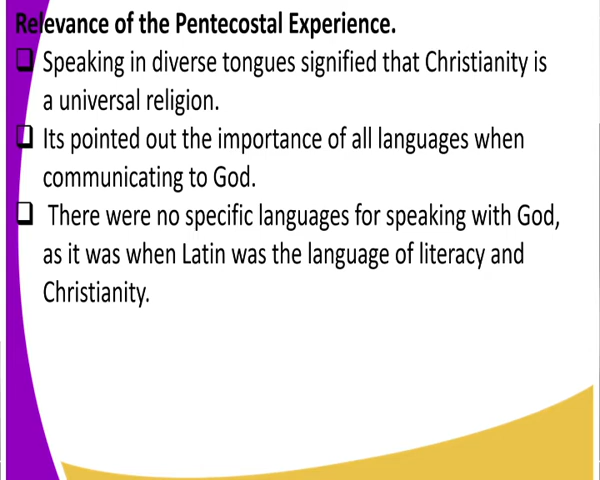 Relevance of the Pentecostal Experience.
Speaking in diverse tongues signified that Christianity is
a universal religion.
Its pointed out the importance of all languages when
communicating to God.
There were no specific languages for speaking with God,
as it was when Latin was the language of literacy and
Christianity.